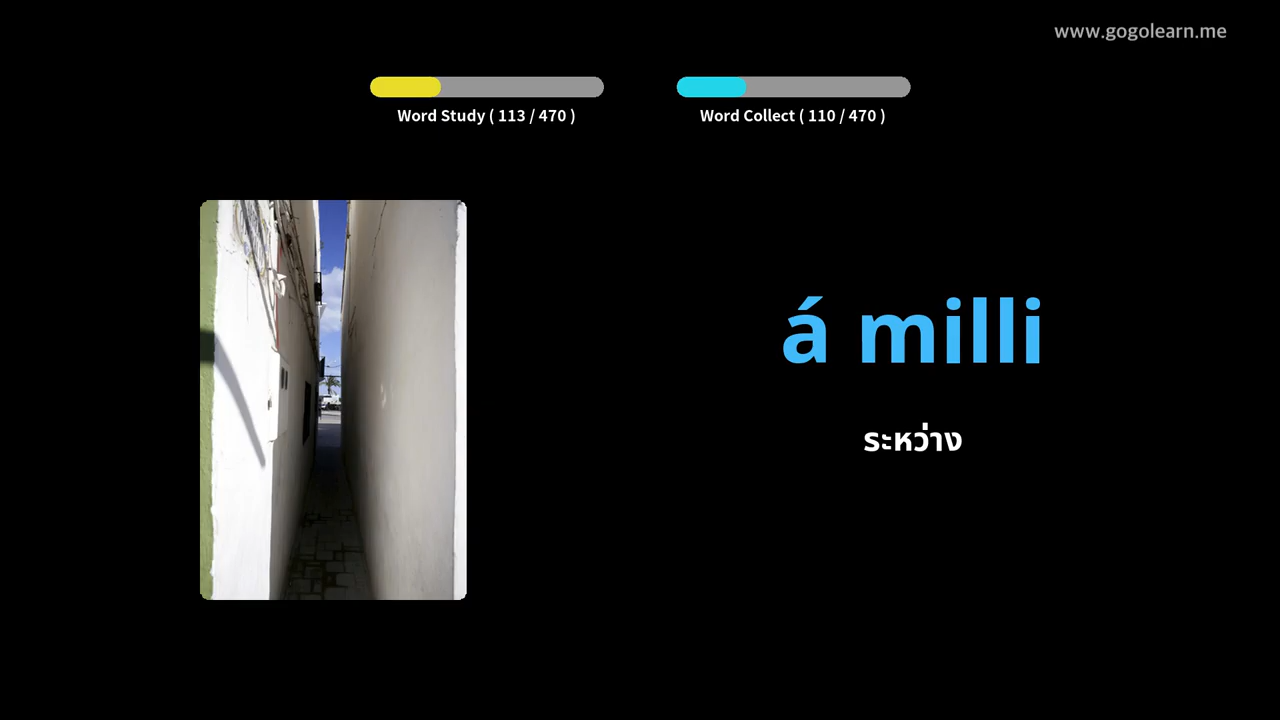 www.gogolearn.me
Word Study ( 113 / 470 )
Word Collect ( 110 / 470 )
á milli
ระหว่าง